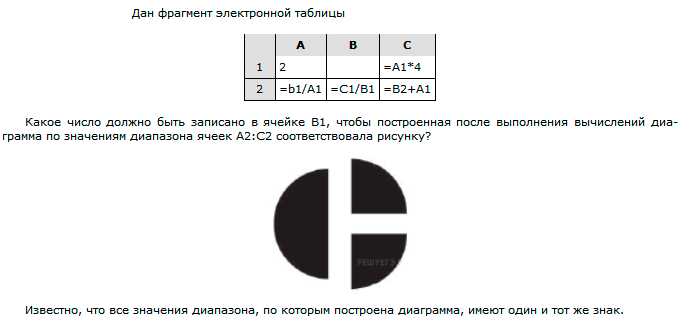 Дан фрагмент электронной таблицы
A B C
1 2 =A1*4
2 =b1/A1 =C1/B1 =B2+A1
Какое число должно быть записано в ячейке B1, чтобы построенная после выполнения вычислений диа-
грамма по значениям диапазона ячеек A2:C2 соответствовала рисунку?
РЕШУЕГЭ
Известно, что все значения диапазона, по которым построена диаграмма, имеют один и тот же знак.